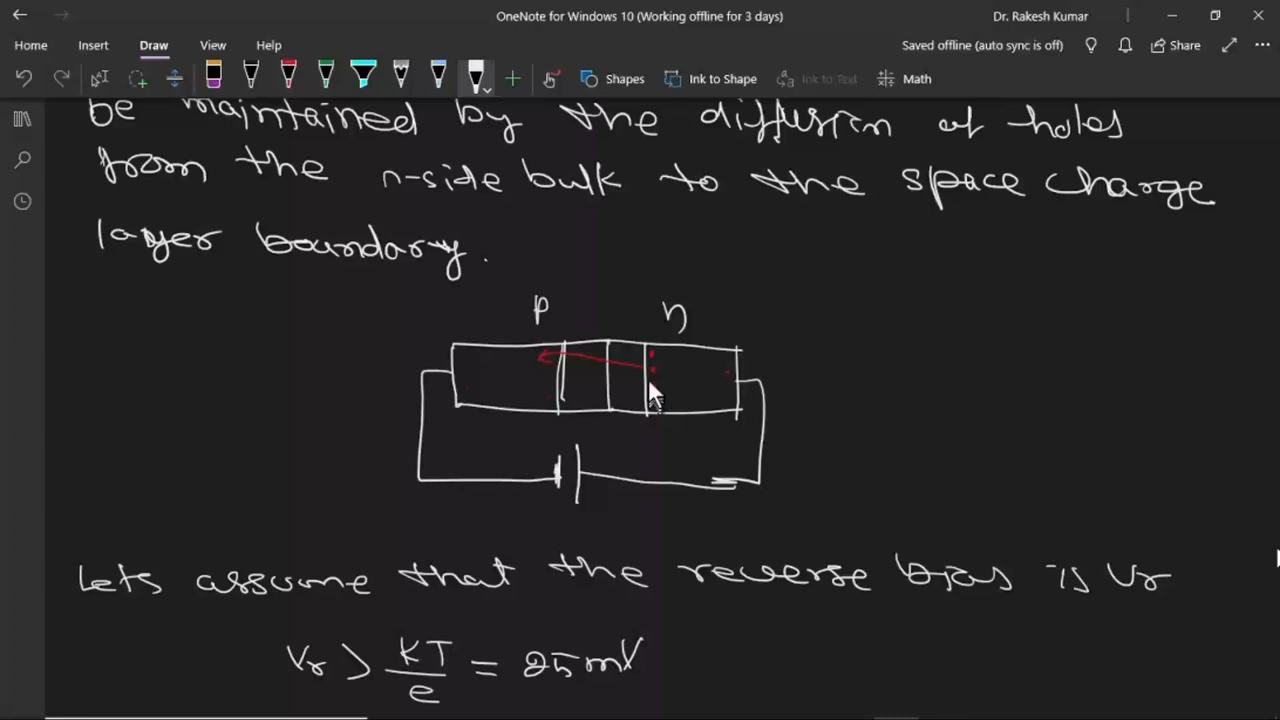 OneNote for Windows 10 (Working offline for 3 days)
Dr. Rakesh Kumar
Home Insert Draw View Help
Saved offline (auto sync is off)
Share
Shapes
Ink to Shape
Ink to Text
Math
be maintained by the diffusion of holes
from the n-side bulk to the space charge
layer boundary.
p n
Lets assume that the reverse bias is Vr
Vr > KT/e = 25mV